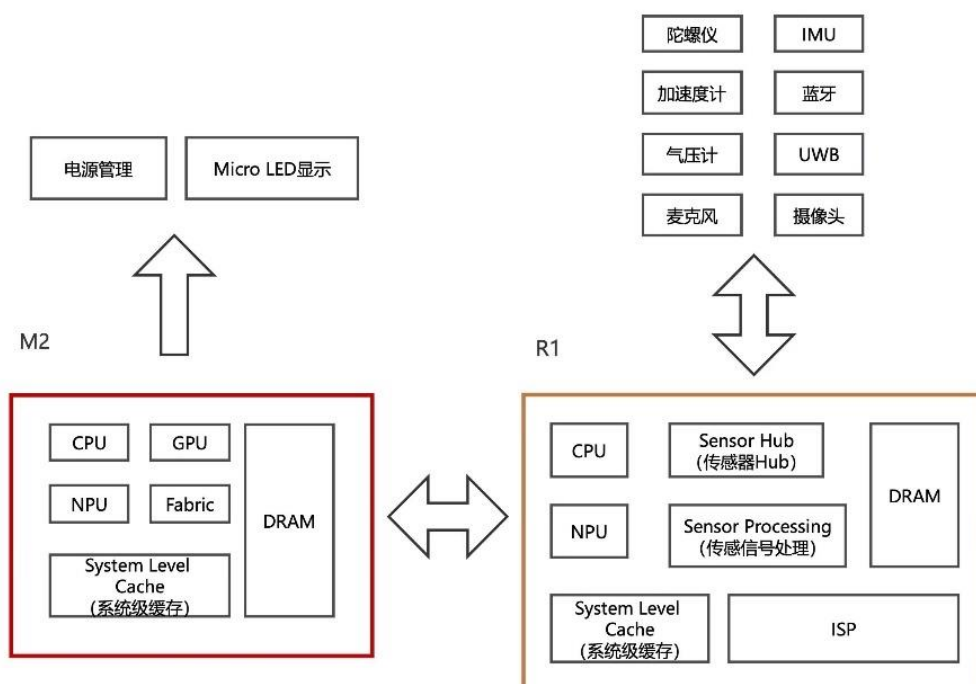 陀螺仪
IMU
加速度计
蓝牙
气压计
UWB
麦克风
摄像头
电源管理
Micro LED显示
M2
R1
CPU
GPU
NPU
Fabric
DRAM
System Level
Cache
(系统级缓存)
CPU
Sensor Hub
(传感器Hub)
NPU
Sensor Processing
(传感信号处理)
DRAM
System Level
Cache
(系统级缓存)
ISP